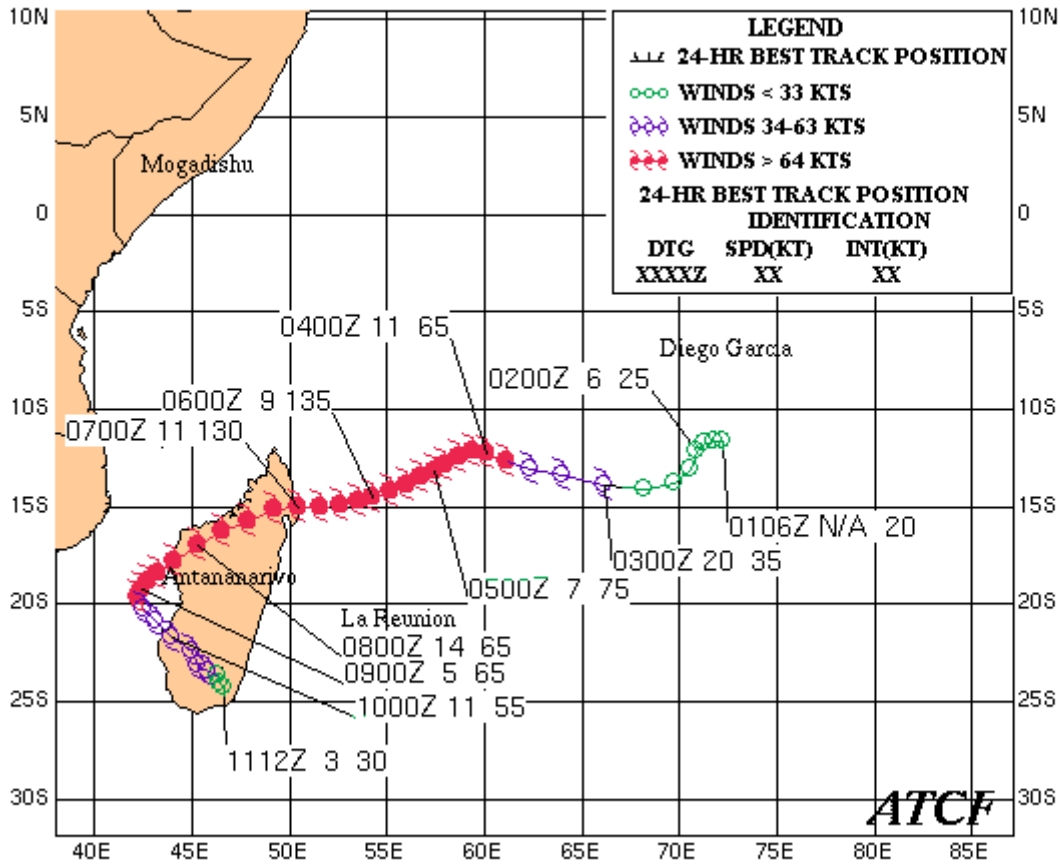 10N
10N
LEGEND
24-HR BEST TRACK POSITION
WINDS < 33 KTS
5N
5N
WINDS 34-63 KTS
Mogadishu
WINDS > 64 KTS
24-HR BEST TRACK POSITION
0
0
IDENTIFICATION
DTG SPD(KT) INT(KT)
XXXXZ XX XX
5S
5S
0400Z 11 65
Diego Garcia
0200Z 6 25
0600Z 9 135
10S
10S
0700Z 11 130
15S
15S
0106Z N/A 20
0300Z 20 35
Antananarivo
0500Z 7 75
20S
20S
La Reunion
0800Z 14 65
0900Z 5 65
25S
25S
1000Z 11 55
1112Z 3 30
30S
30S
ATCF
40E 45E 50E 55E 60E 65E 70E 75E 80E 85E